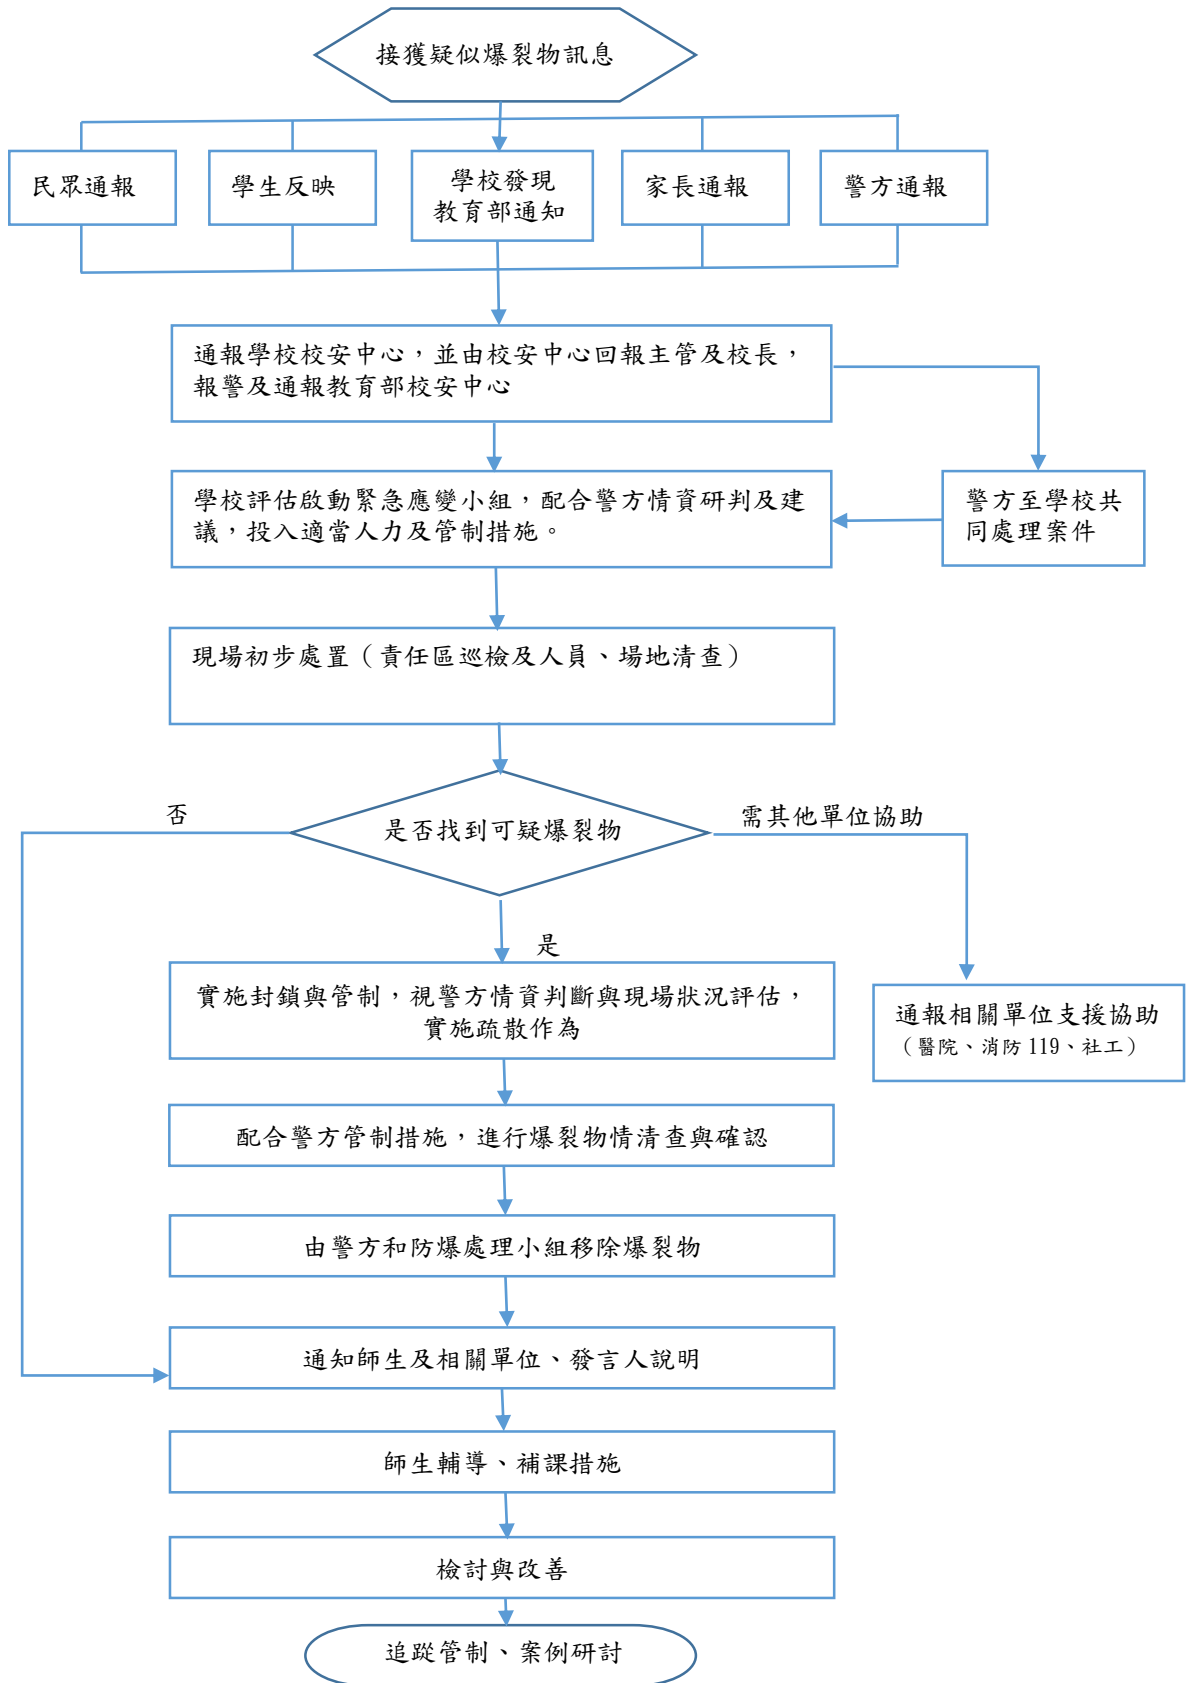 接獲疑似爆裂物訊息
民眾通報
學生反映
學校發現
教育部通知
家長通報
警方通報
通報學校校安中心，並由校安中心回報主管及校長，
報警及通報教育部校安中心
學校評估啟動緊急應變小組，配合警方情資研判及建
議，投入適當人力及管制措施。
警方至學校共
同處理案件
現場初步處置（責任區巡檢及人員、場地清查）
否
是否找到可疑爆裂物
需其他單位協助
是
實施封鎖與管制，視警方情資判斷與現場狀況評估，
實施疏散作為
通報相關單位支援協助
（醫院、消防 119、社工）
配合警方管制措施，進行爆裂物情清查與確認
由警方和防爆處理小組移除爆裂物
通知師生及相關單位、發言人說明
師生輔導、補課措施
檢討與改善
追蹤管制、案例研討